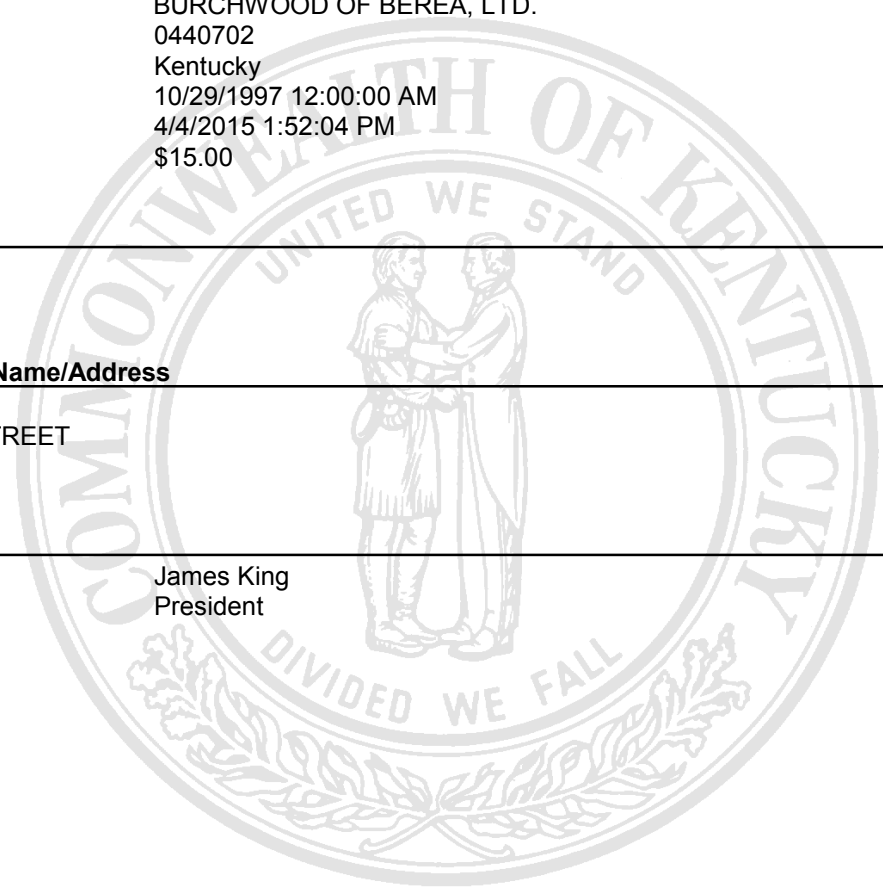 BURCHWOOD OF BEREA, LTD.
0440702
Kentucky
10/29/1997 12:00:00 AM
4/4/2015 1:52:04 PM
$15.00
COMMONWEALTH OF KENTUCKY
UNITED WE STAND
Name/Address
TREET
James King
President
DIVIDED WE FALL